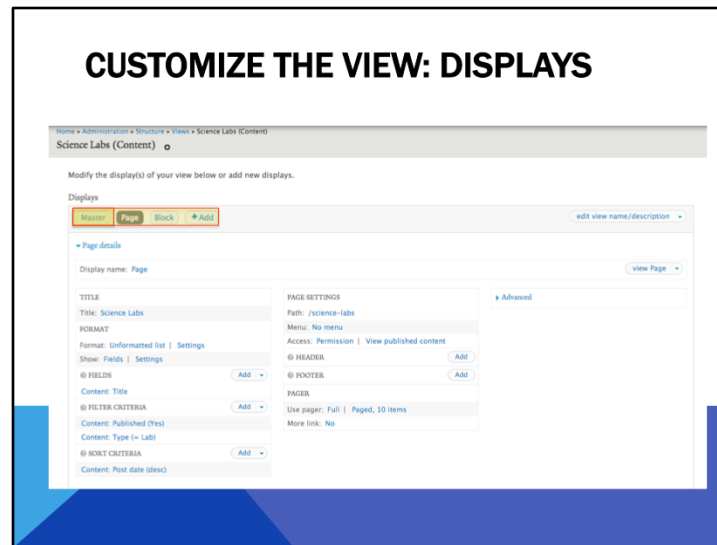 CUSTOMIZE THE VIEW: DISPLAYS
Home » Administration » Structure » Views » Science Labs (Content)
Science Labs (Content)
Modify the display(s) of your view below or add new displays.
Displays
Master Page Block +Add
edit view name/description
Page details
Display name: Page
view Page
TITLE
Title: Science Labs
FORMAT
Format: Unformatted list | Settings
Show: Fields | Settings
FIELDS Add
Content: Title
FILTER CRITERIA Add
Content: Published (Yes)
Content: Type (= Lab)
SORT CRITERIA Add
Content: Post date (desc)
PAGE SETTINGS
Path: /science-labs
Menu: No menu
Access: Permission | View published content
HEADER Add
FOOTER Add
PAGER
Use pager: Full | Paged, 10 items
More link: No
Advanced